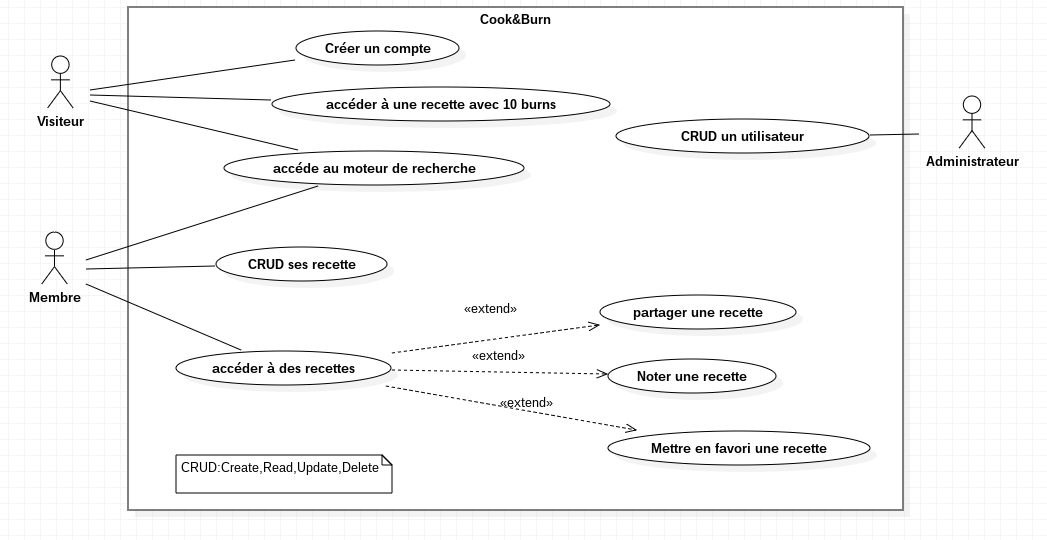 Cook&Burn
Créer un compte
Visiteur
accéder à une recette avec 10 burns
CRUD un utilisateur
Administrateur
accéde au moteur de recherche
CRUD ses recette
Membre
«extend»
partager une recette
«extend»
accéder à des recettes
Noter une recette
«extend»
Mettre en favori une recette
CRUD:Create,Read,Update,Delete